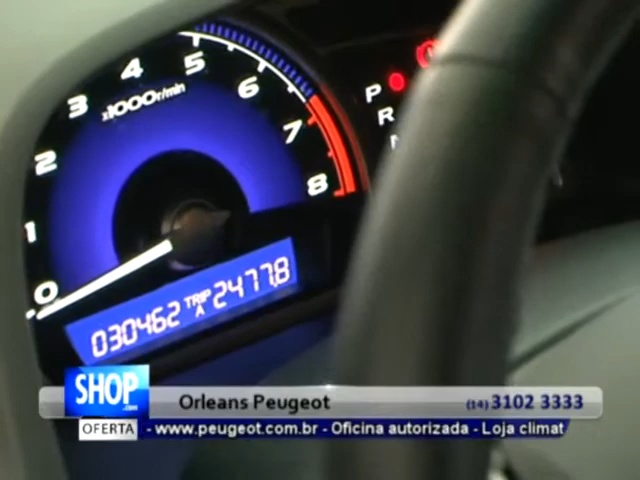 0 1 2 3 4 5 6 7 8
x1000r/min
P
R
N
030462 TRIP A 2477.8
SHOP.com
Orleans Peugeot (14) 3102 3333
OFERTA - www.peugeot.com.br - Oficina autorizada - Loja climat